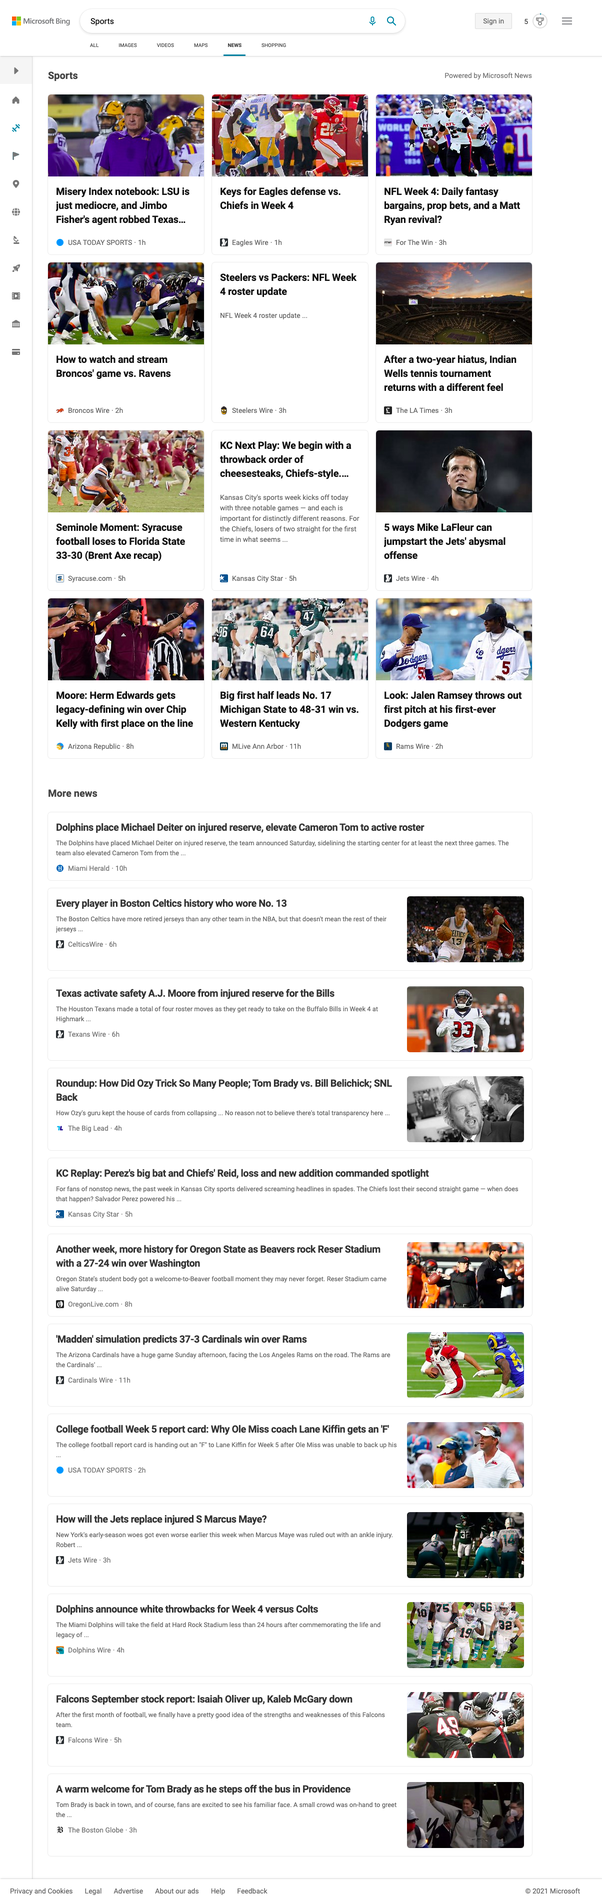 Microsoft Bing
Sports
Sign in
5
ALL
IMAGES
VIDEOS
MAPS
NEWS
SHOPPING
Sports
Powered by Microsoft News
Misery Index notebook: LSU is
just mediocre, and Jimbo
Fisher's agent robbed Texas...
USA TODAY SPORTS · 1h
Keys for Eagles defense vs.
Chiefs in Week 4
Eagles Wire · 1h
NFL Week 4: Daily fantasy
bargains, prop bets, and a Matt
Ryan revival?
For The Win · 3h
How to watch and stream
Broncos' game vs. Ravens
Broncos Wire · 2h
Steelers vs Packers: NFL Week
4 roster update
NFL Week 4 roster update ...
Steelers Wire · 3h
After a two-year hiatus, Indian
Wells tennis tournament
returns with a different feel
The LA Times · 3h
Seminole Moment: Syracuse
football loses to Florida State
33-30 (Brent Axe recap)
Syracuse.com · 5h
KC Next Play: We begin with a
throwback order of
cheesesteaks, Chiefs-style....
Kansas City's sports week kicks off today
with three notable games — and each is
important for distinctly different reasons. For
the Chiefs, losers of two straight for the first
time in what seems ...
Kansas City Star · 5h
5 ways Mike LaFleur can
jumpstart the Jets' abysmal
offense
Jets Wire · 4h
Moore: Herm Edwards gets
legacy-defining win over Chip
Kelly with first place on the line
Arizona Republic · 8h
Big first half leads No. 17
Michigan State to 48-31 win vs.
Western Kentucky
MLive Ann Arbor · 11h
Look: Jalen Ramsey throws out
first pitch at his first-ever
Dodgers game
Rams Wire · 2h
More news
Dolphins place Michael Deiter on injured reserve, elevate Cameron Tom to active roster
The Dolphins have placed Michael Deiter on injured reserve, the team announced Saturday, sidelining the starting center for at least the next three games. The
team also elevated Cameron Tom from the ...
Miami Herald · 10h
Every player in Boston Celtics history who wore No. 13
The Boston Celtics have more retired jerseys than any other team in the NBA, but that doesn't mean the rest of their
jerseys ...
CelticsWire · 6h
Texas activate safety A.J. Moore from injured reserve for the Bills
The Houston Texans made a total of four roster moves as they get ready to take on the Buffalo Bills in Week 4 at
Highmark ...
Texans Wire · 6h
Roundup: How Did Ozy Trick So Many People; Tom Brady vs. Bill Belichick; SNL
Back
How Ozy's guru kept the house of cards from collapsing ... No reason not to believe there's total transparency here ...
The Big Lead · 4h
KC Replay: Perez's big bat and Chiefs' Reid, loss and new addition commanded spotlight
For fans of nonstop news, the past week in Kansas City sports delivered screaming headlines in spades. The Chiefs lost their second straight game — when does
that happen? Salvador Perez powered his ...
Kansas City Star · 5h
Another week, more history for Oregon State as Beavers rock Reser Stadium
with a 27-24 win over Washington
Oregon State's student body got a welcome-to-Beaver football moment they may never forget. Reser Stadium came
alive Saturday ...
OregonLive.com · 8h
'Madden' simulation predicts 37-3 Cardinals win over Rams
The Arizona Cardinals have a huge game Sunday afternoon, facing the Los Angeles Rams on the road. The Rams are
the Cardinals' ...
Cardinals Wire · 11h
College football Week 5 report card: Why Ole Miss coach Lane Kiffin gets an 'F'
The college football report card is handing out an "F" to Lane Kiffin for Week 5 after Ole Miss was unable to back up his
...
USA TODAY SPORTS · 2h
How will the Jets replace injured S Marcus Maye?
New York's early-season woes got even worse earlier this week when Marcus Maye was ruled out with an ankle injury.
Robert ...
Jets Wire · 3h
Dolphins announce white throwbacks for Week 4 versus Colts
The Miami Dolphins will take the field at Hard Rock Stadium less than 24 hours after commemorating the life and
legacy of ...
Dolphins Wire · 4h
Falcons September stock report: Isaiah Oliver up, Kaleb McGary down
After the first month of football, we finally have a pretty good idea of the strengths and weaknesses of this Falcons
team.
Falcons Wire · 5h
A warm welcome for Tom Brady as he steps off the bus in Providence
Tom Brady is back in town, and of course, fans are excited to see his familiar face. A small crowd was on-hand to greet
the ...
The Boston Globe · 3h
Privacy and Cookies
Legal
Advertise
About our ads
Help
Feedback
© 2021 Microsoft